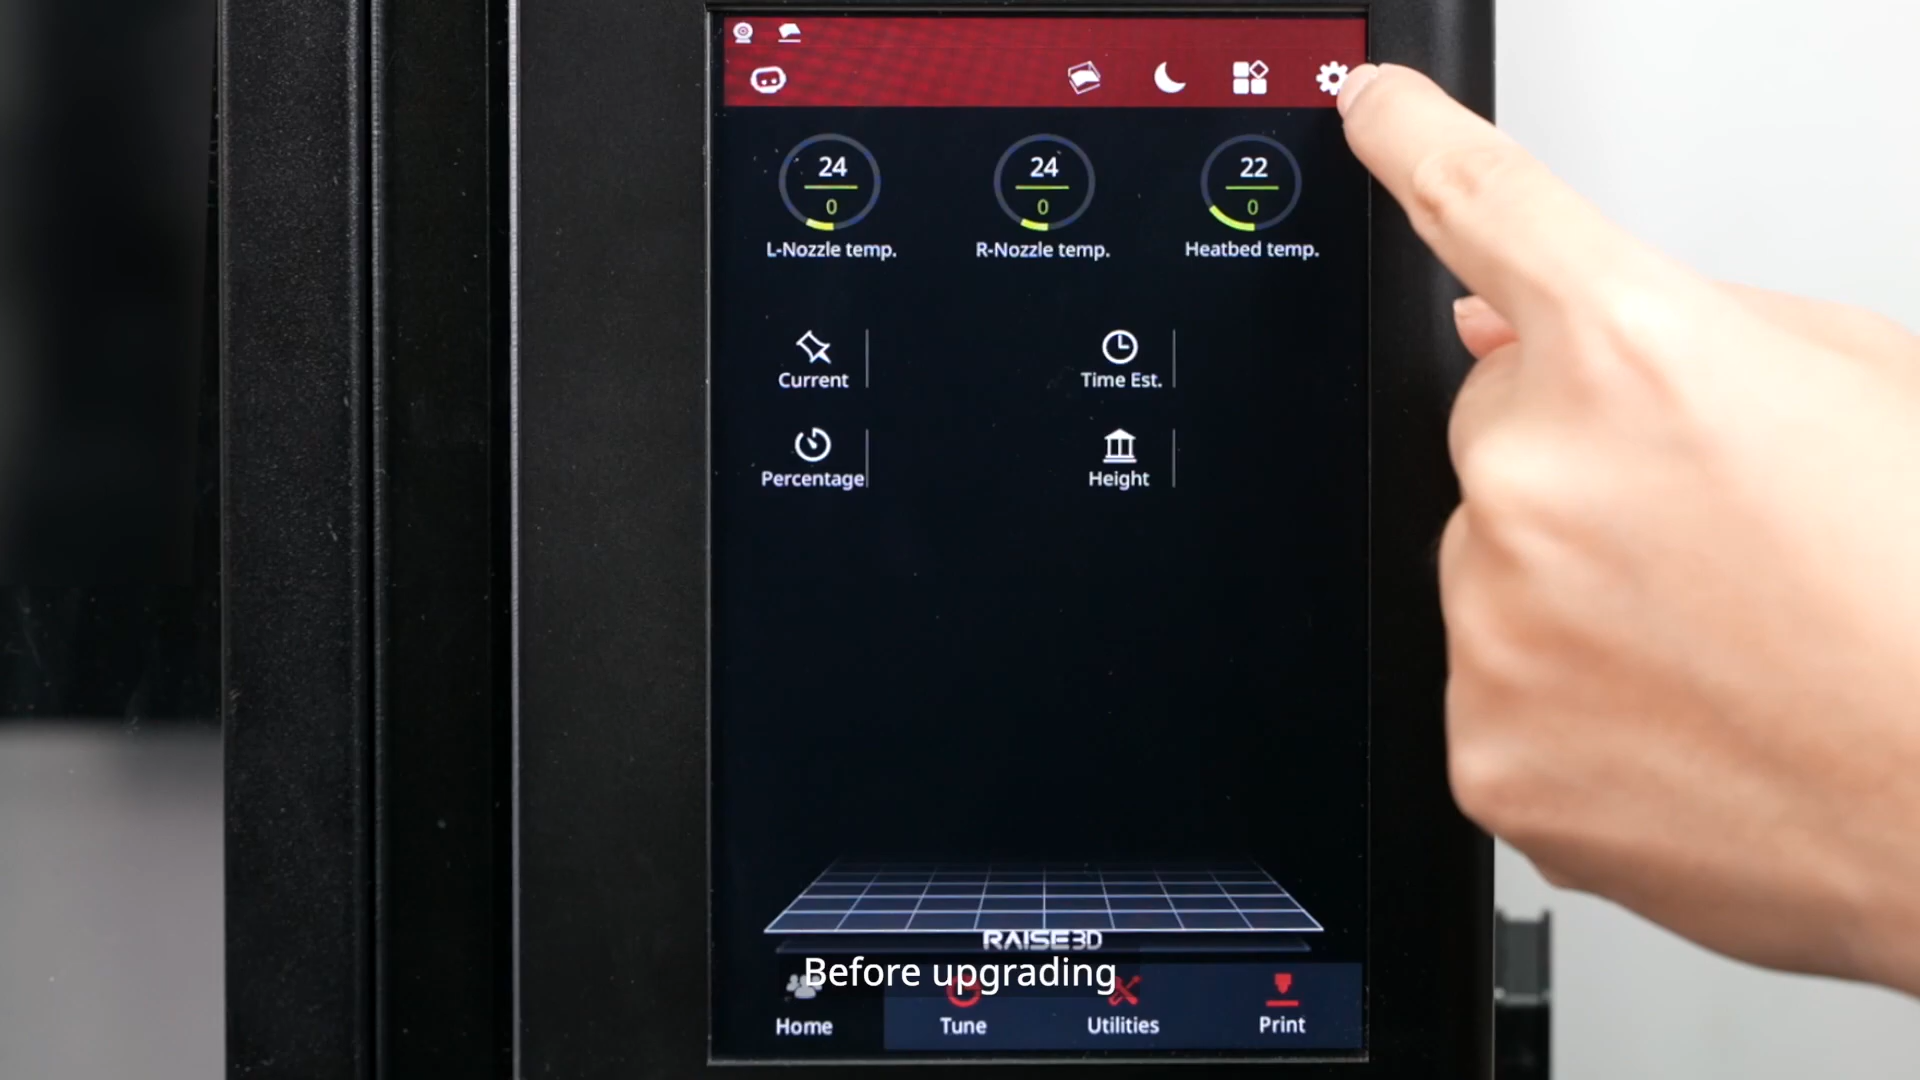 24
0
L-Nozzle temp.
24
0
R-Nozzle temp.
22
0
Heatbed temp.
Current
Time Est.
Percentage
Height
RAISE3D
Before upgrading
Home
Tune
Utilities
Print